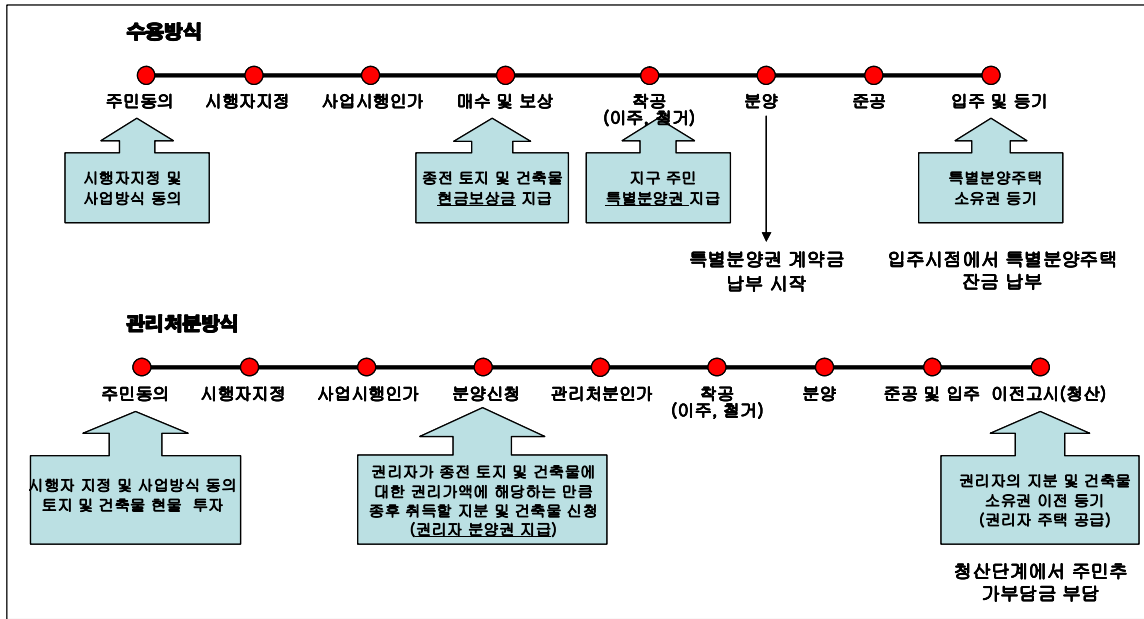 수용방식
주민동의
시행자지정
사업시행인가
매수 및 보상
착공
(이주, 철거)
분양
준공
입주 및 등기
시행자지정 및
사업방식 동의
종전 토지 및 건축물
현금보상금 지급
지구 주민
특별분양권 지급
특별분양주택
소유권 등기
특별분양권 계약금
납부 시작
입주시점에서 특별분양주택
잔금 납부
관리처분방식
주민동의
시행자지정
사업시행인가
분양신청
관리처분인가
착공
(이주, 철거)
분양
준공 및 입주
이전고시(청산)
시행자 지정 및 사업방식 동의
토지 및 건축물 현물 투자
권리자가 종전 토지 및 건축물에
대한 권리가액에 해당하는 만큼
종후 취득할 지분 및 건축물 신청
(권리자 분양권 지급)
권리자의 지분 및 건축물
소유권 이전 등기
(권리자 주택 공급)
청산단계에서 주민추
가부담금 부담